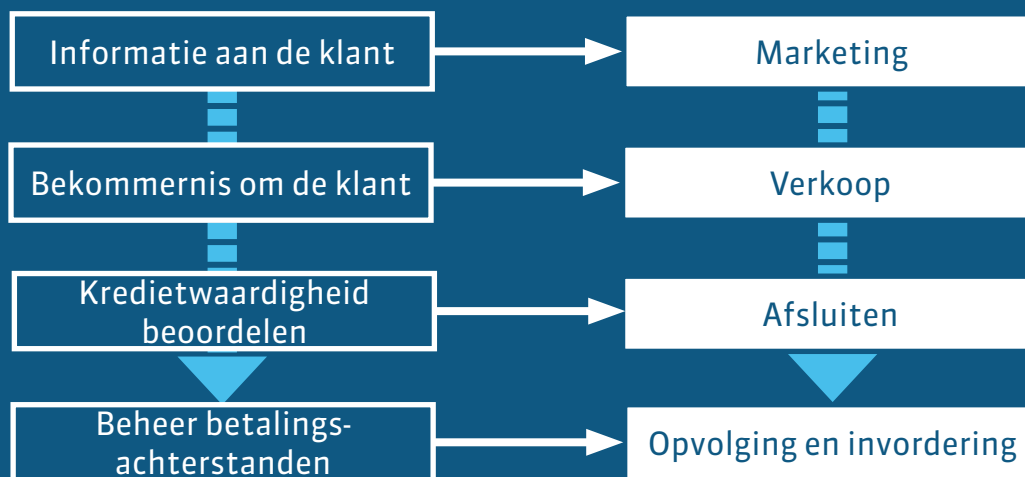 Informatie aan de klant
Marketing
Bekommernis om de klant
Verkoop
Kredietwaardigheid
beoordelen
Afsluiten
Beheer betalings-
achterstanden
Opvolging en invordering